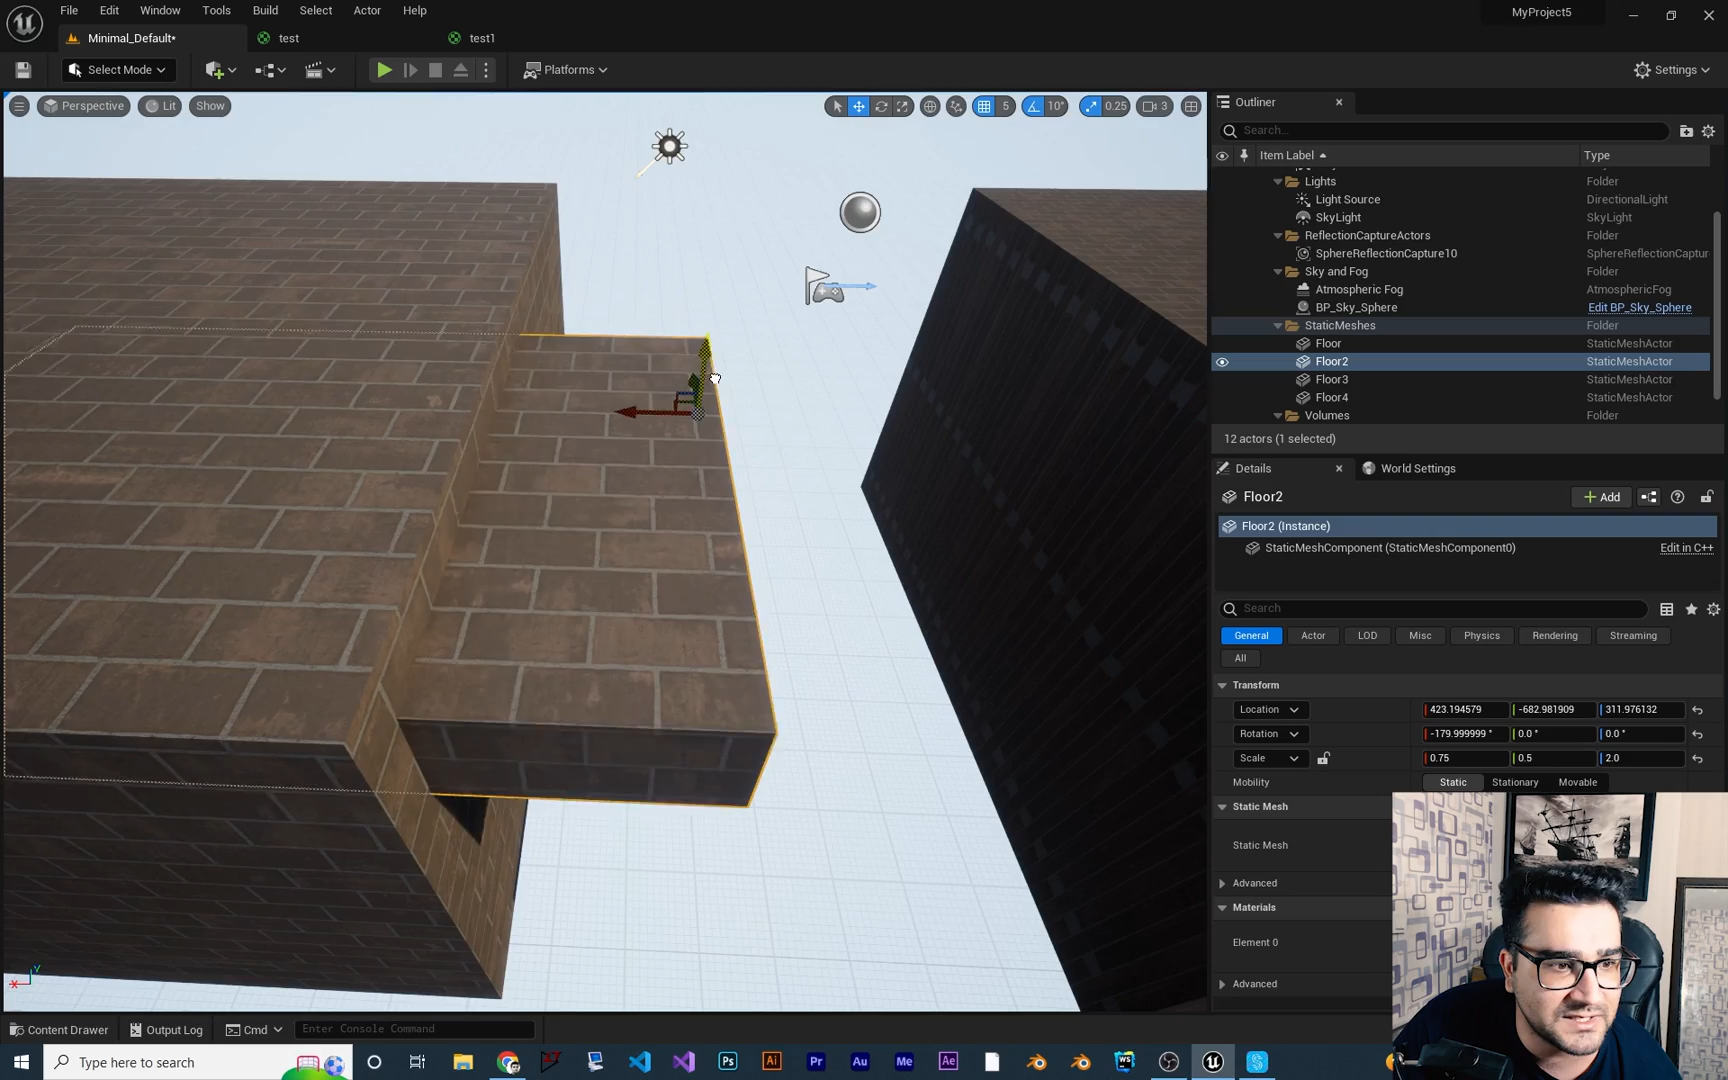 File Edit Window Tools Build Select Actor Help
MyProject5
Minimal_Default* test test1
Select Mode Platforms Settings
Perspective Lit Show 5 10° 0.25 3
Outliner
Search...
Item Label Type
Lights Folder
Light Source DirectionalLight
SkyLight SkyLight
ReflectionCaptureActors Folder
SphereReflectionCapture10 SphereReflectionCaptur
Sky and Fog Folder
Atmospheric Fog AtmosphericFog
BP_Sky_Sphere Edit BP_Sky_Sphere
StaticMeshes Folder
Floor StaticMeshActor
Floor2 StaticMeshActor
Floor3 StaticMeshActor
Floor4 StaticMeshActor
Volumes Folder
12 actors (1 selected)
Details World Settings
Floor2 Add
Floor2 (Instance)
StaticMeshComponent (StaticMeshComponent0) Edit in C++
Search
General Actor LOD Misc Physics Rendering Streaming
All
Transform
Location 423.194579 -682.981909 311.976132
Rotation -179.999999 ° 0.0 ° 0.0 °
Scale 0.75 0.5 2.0
Mobility Static Stationary Movable
Static Mesh
Static Mesh
Advanced
Materials
Element 0
Advanced
Y
X
Content Drawer Output Log Cmd Enter Console Command
Type here to search Ps Ai Pr Au Me Ae WS